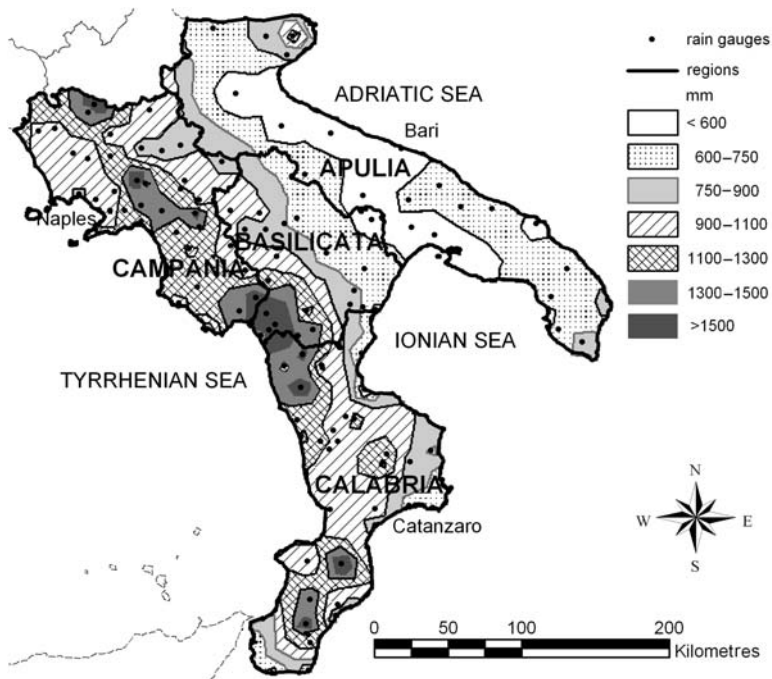 rain gauges
regions
mm
< 600
600–750
750–900
900–1100
1100–1300
1300–1500
>1500
ADRIATIC SEA
Bari
APULIA
Naples
BASILICATA
CAMPANIA
IONIAN SEA
TYRRHENIAN SEA
CALABRIA
Catanzaro
N
W E
S
0 50 100 200
Kilometres